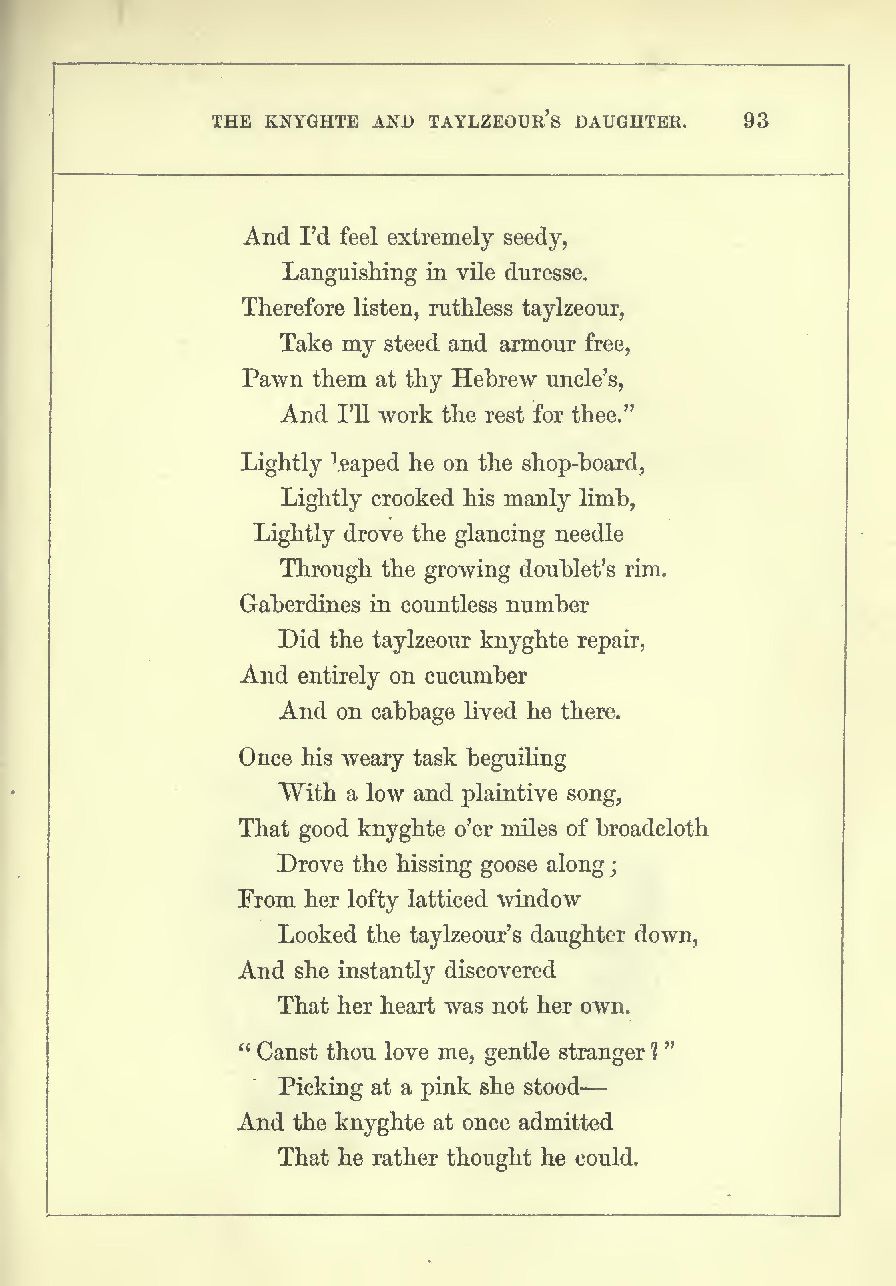 THE KNYGHTE AND TAYLZEOUR'S DAUGHTER. 93
And I'd feel extremely seedy,
Languishing in vile duresse.
Therefore listen, ruthless taylzeour,
Take my steed and armour free,
Pawn them at thy Hebrew uncle's,
And I'll work the rest for thee."
Lightly leaped he on the shop-board,
Lightly crooked his manly limb,
Lightly drove the glancing needle
Through the growing doublet's rim.
Gaberdines in countless number
Did the taylzeour knyghte repair,
And entirely on cucumber
And on cabbage lived he there.
Once his weary task beguiling
With a low and plaintive song,
That good knyghte o'er miles of broadcloth
Drove the hissing goose along;
From her lofty latticed window
Looked the taylzeour's daughter down,
And she instantly discovered
That her heart was not her own.
"Canst thou love me, gentle stranger?"
Picking at a pink she stood—
And the knyghte at once admitted
That he rather thought he could.